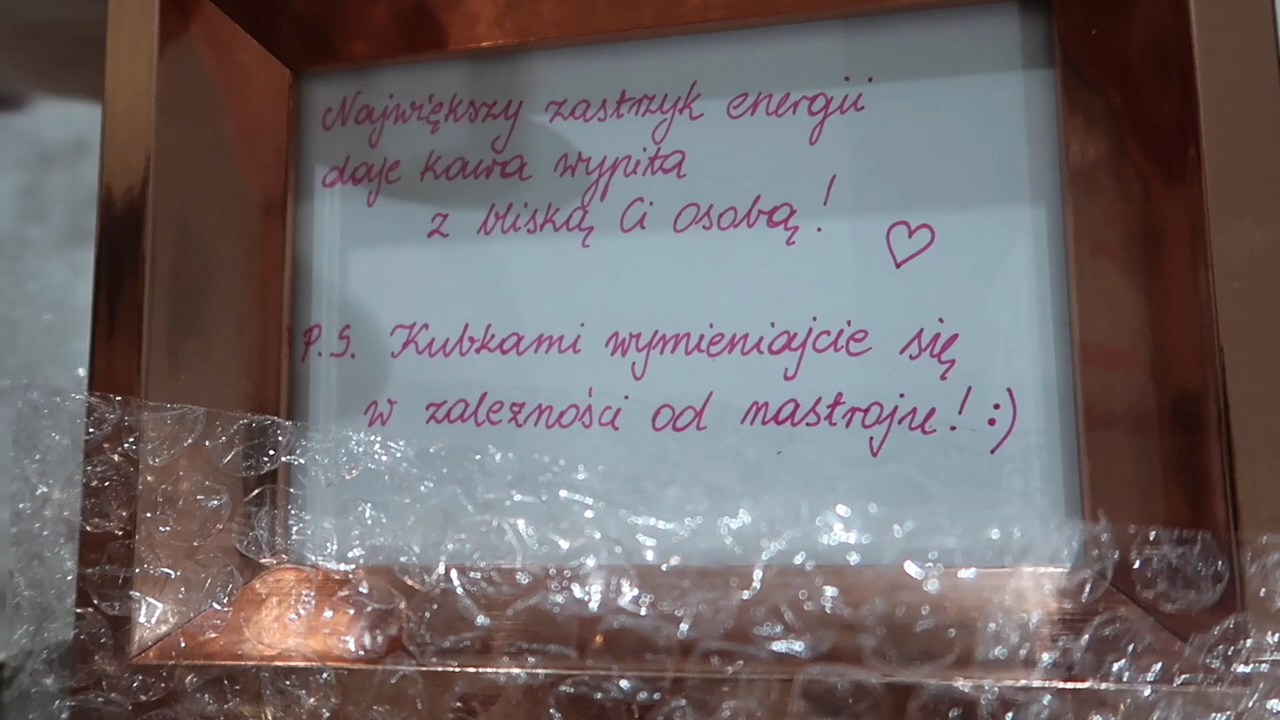 Największy zastrzyk energii
daje kawa wypita
z bliską Ci osobą!
P.S. Kubkami wymieniajcie się
w zależności od nastroju! :)